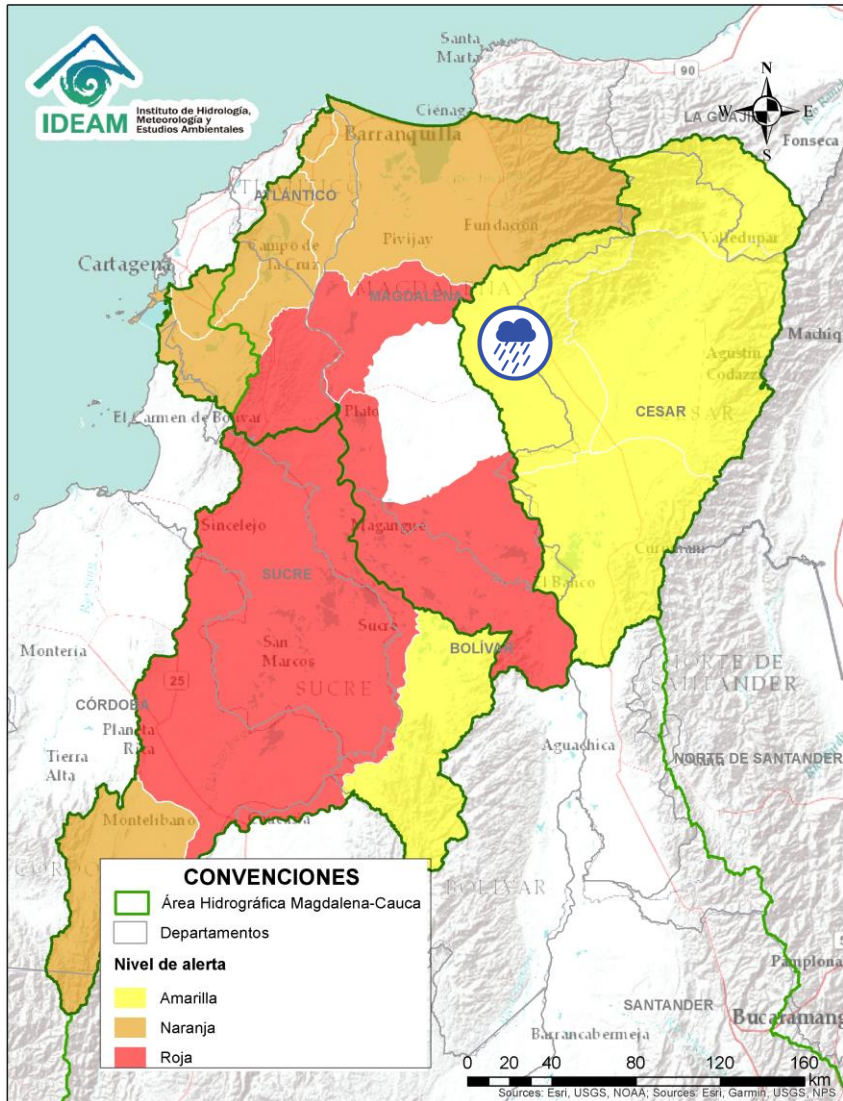 IDEAM
Instituto de Hidrología,
Meteorología y
Estudios Ambientales
Santa
Marta
90
N
W
E
S
LA GUAJIRA
Fonseca
Ciénaga
Barranquilla
ATLÁNTICO
Fundación
Pivijay
Valledupar
Campo de
la Cruz
Cartagena
MAGDALENA
Machiq
Agustín
Codazzi
CESAR
El Carmen de Bolívar
Plato
Sincelejo
Magangué
Curumaní
SUCRE
El Banco
Sucre
BOLÍVAR
San
Marcos
Montería
25
SUCRE
NORTE DE
SANTANDER
CÓRDOBA
Planeta
Rica
Aguachica
Tierra
Alta
NORTE DE SANTANDER
Montelíbano
Caucasia
BOLÍVAR
CONVENCIONES
Área Hidrográfica Magdalena-Cauca
Departamentos
Nivel de alerta
Amarilla
Naranja
Roja
Pamplona
SANTANDER
Bucaramang
Barrancabermeja
0 20 40 80 120 160
km
Sources: Esri, USGS, NOAA; Sources: Esri, Garmin, USGS, NPS